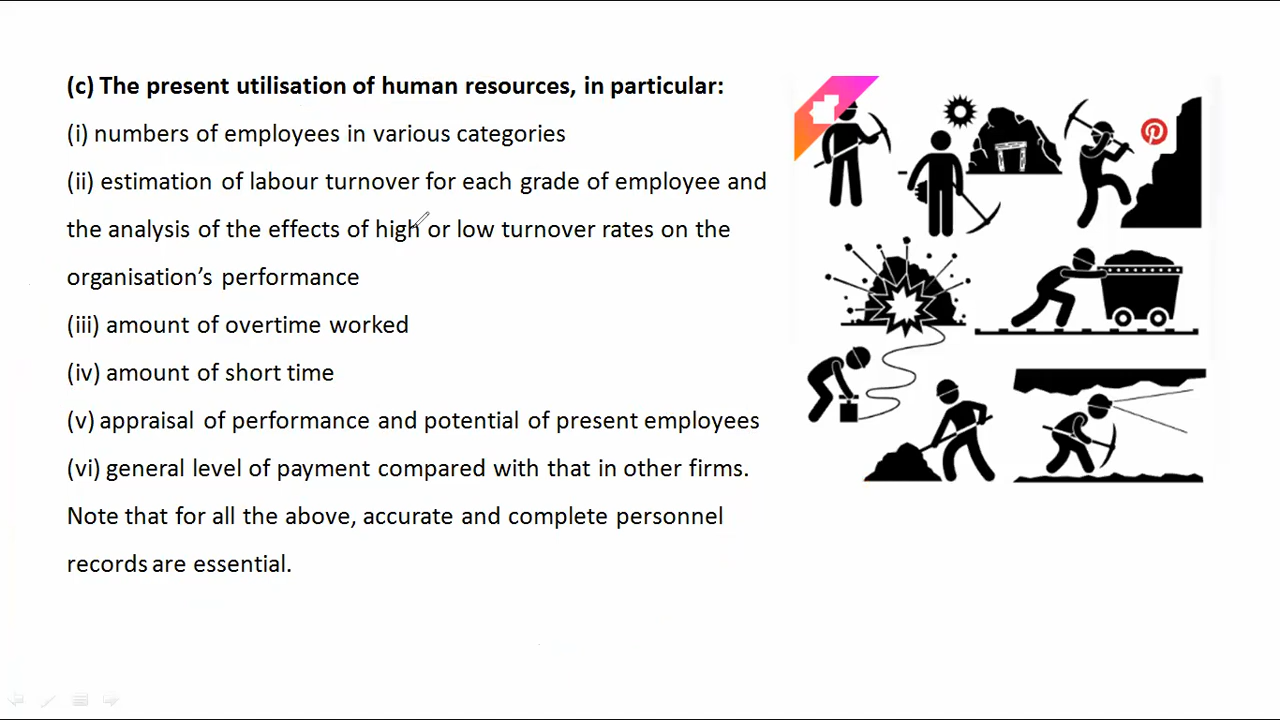 (c) The present utilisation of human resources, in particular:
(i) numbers of employees in various categories
(ii) estimation of labour turnover for each grade of employee and
the analysis of the effects of high or low turnover rates on the
organisation’s performance
(iii) amount of overtime worked
(iv) amount of short time
(v) appraisal of performance and potential of present employees
(vi) general level of payment compared with that in other firms.
Note that for all the above, accurate and complete personnel
records are essential.